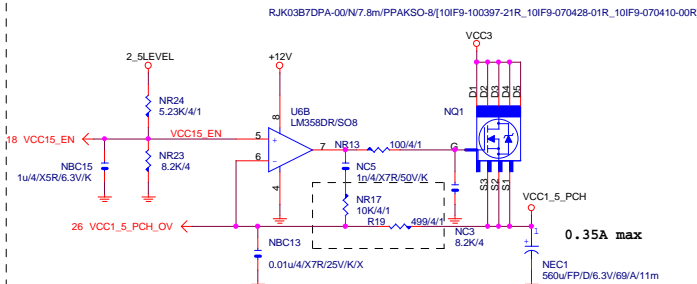 RJK03B7DPA-00/N/7.8m/PPAKSO-8/[10IF9-100397-21R_10IF9-070428-01R_10IF9-070410-00R
VCC3
2_5LEVEL
+12V
D1
D2
D3
D4
D5
NR24
5.23K/4/1
U6B
LM358DR/SO8
NQ1
8
18 VCC15_EN
VCC15_EN
5
+
6
-
7
NR13
100/4/1
G
NBC15
1u/4/X5R/6.3V/K
NR23
8.2K/4
NC5
1n/4/X7R/50V/K
4
S3
S2
S1
NR17
10K/4/1
VCC1_5_PCH
26 VCC1_5_PCH_OV
R19
499/4/1
NC3
8.2K/4
1
0.35A max
NBC13
0.01u/4/X7R/25V/K/X
+
NEC1
560u/FP/D/6.3V/69/A/11m